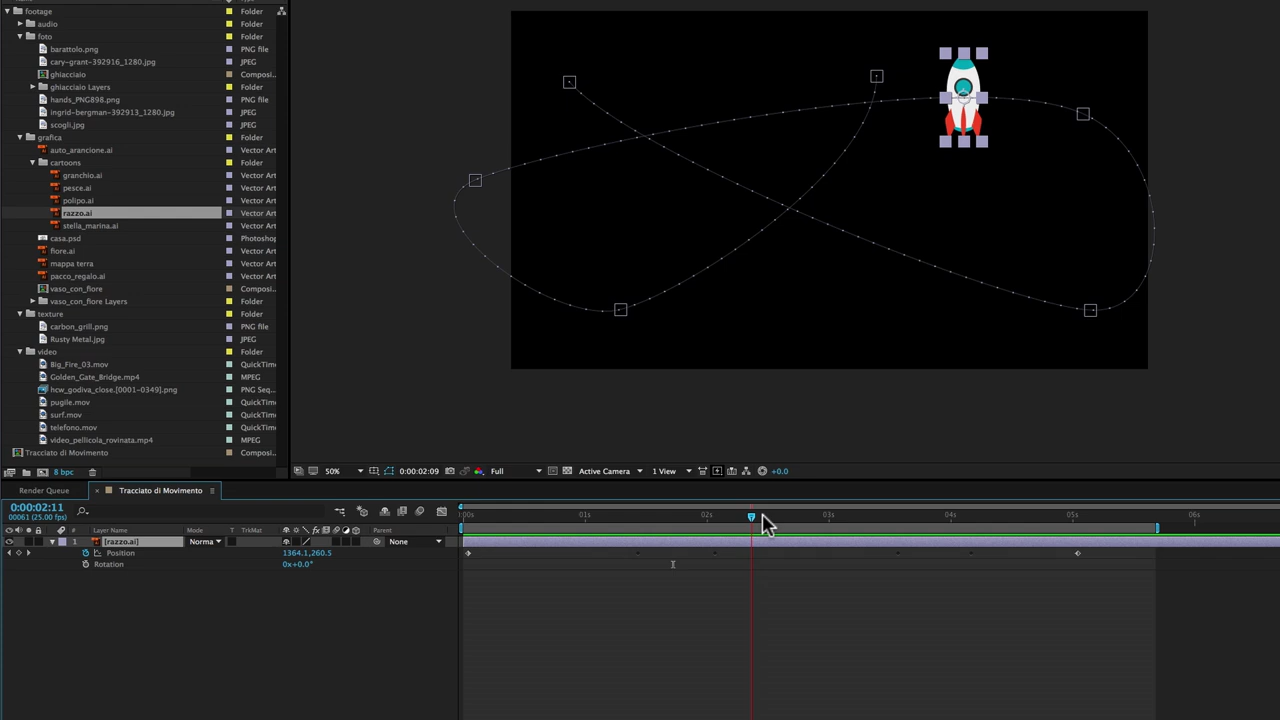 footage Folder
audio Folder
foto Folder
barattolo.png PNG file
cary-grant-392916_1280.jpg JPEG
ghiacciaio Composi
ghiacciaio Layers Folder
hands_PNG898.png PNG file
ingrid-bergman-392913_1280.jpg JPEG
scogli.jpg JPEG
grafica Folder
auto_arancione.ai Vector Art
cartoons Folder
granchio.ai Vector Art
pesce.ai Vector Art
polipo.ai Vector Art
razzo.ai Vector Art
stella_marina.ai Vector Art
casa.psd Photoshop
fiore.ai Vector Art
mappa terra Vector Art
pacco_regalo.ai Vector Art
vaso_con_fiore Composi
vaso_con_fiore Layers Folder
texture Folder
carbon_grill.png PNG file
Rusty Metal.jpg JPEG
video Folder
Big_Fire_03.mov QuickTim
Golden_Gate_Bridge.mp4 MPEG
hcw_godiva_close.[0001-0349].png PNG Seq
pugile.mov QuickTim
surf.mov QuickTim
telefono.mov QuickTim
video_pellicola_rovinata.mp4 MPEG
Tracciato di Movimento Composi
8 bpc
50% 0:00:02:09 Full Active Camera 1 View +0.0
Render Queue × Tracciato di Movimento
0:00:02:11
00061 (25.00 fps)
:00s 01s 02s 03s 04s 05s 06s
# Layer Name Mode T TrkMat Parent
1 [razzo.ai] Norma None
Position 1364.1,260.5
Rotation 0x+0.0°